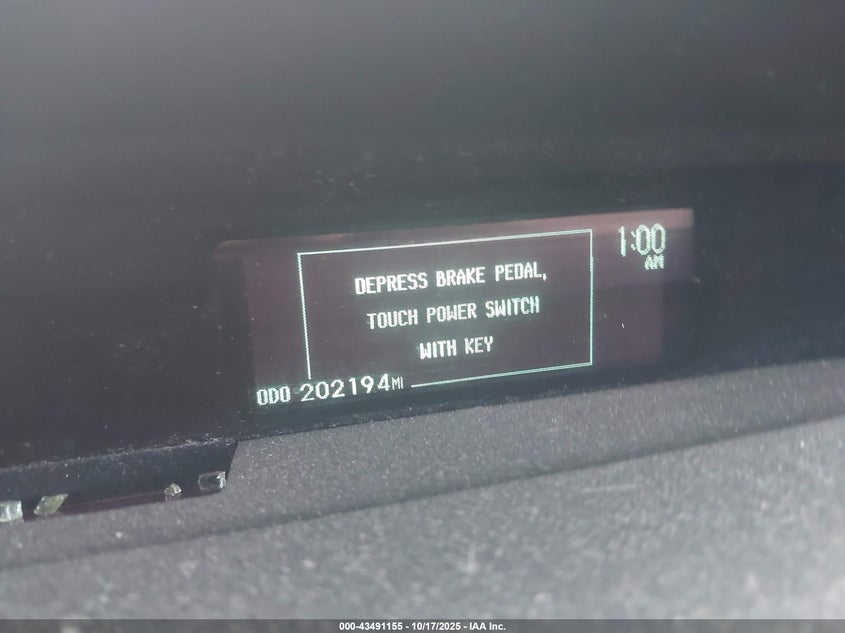 1:00
AM
DEPRESS BRAKE PEDAL,
TOUCH POWER SWITCH
WITH KEY
ODO 202194 MI
000-43491155 - 10/17/2025 - IAA Inc.